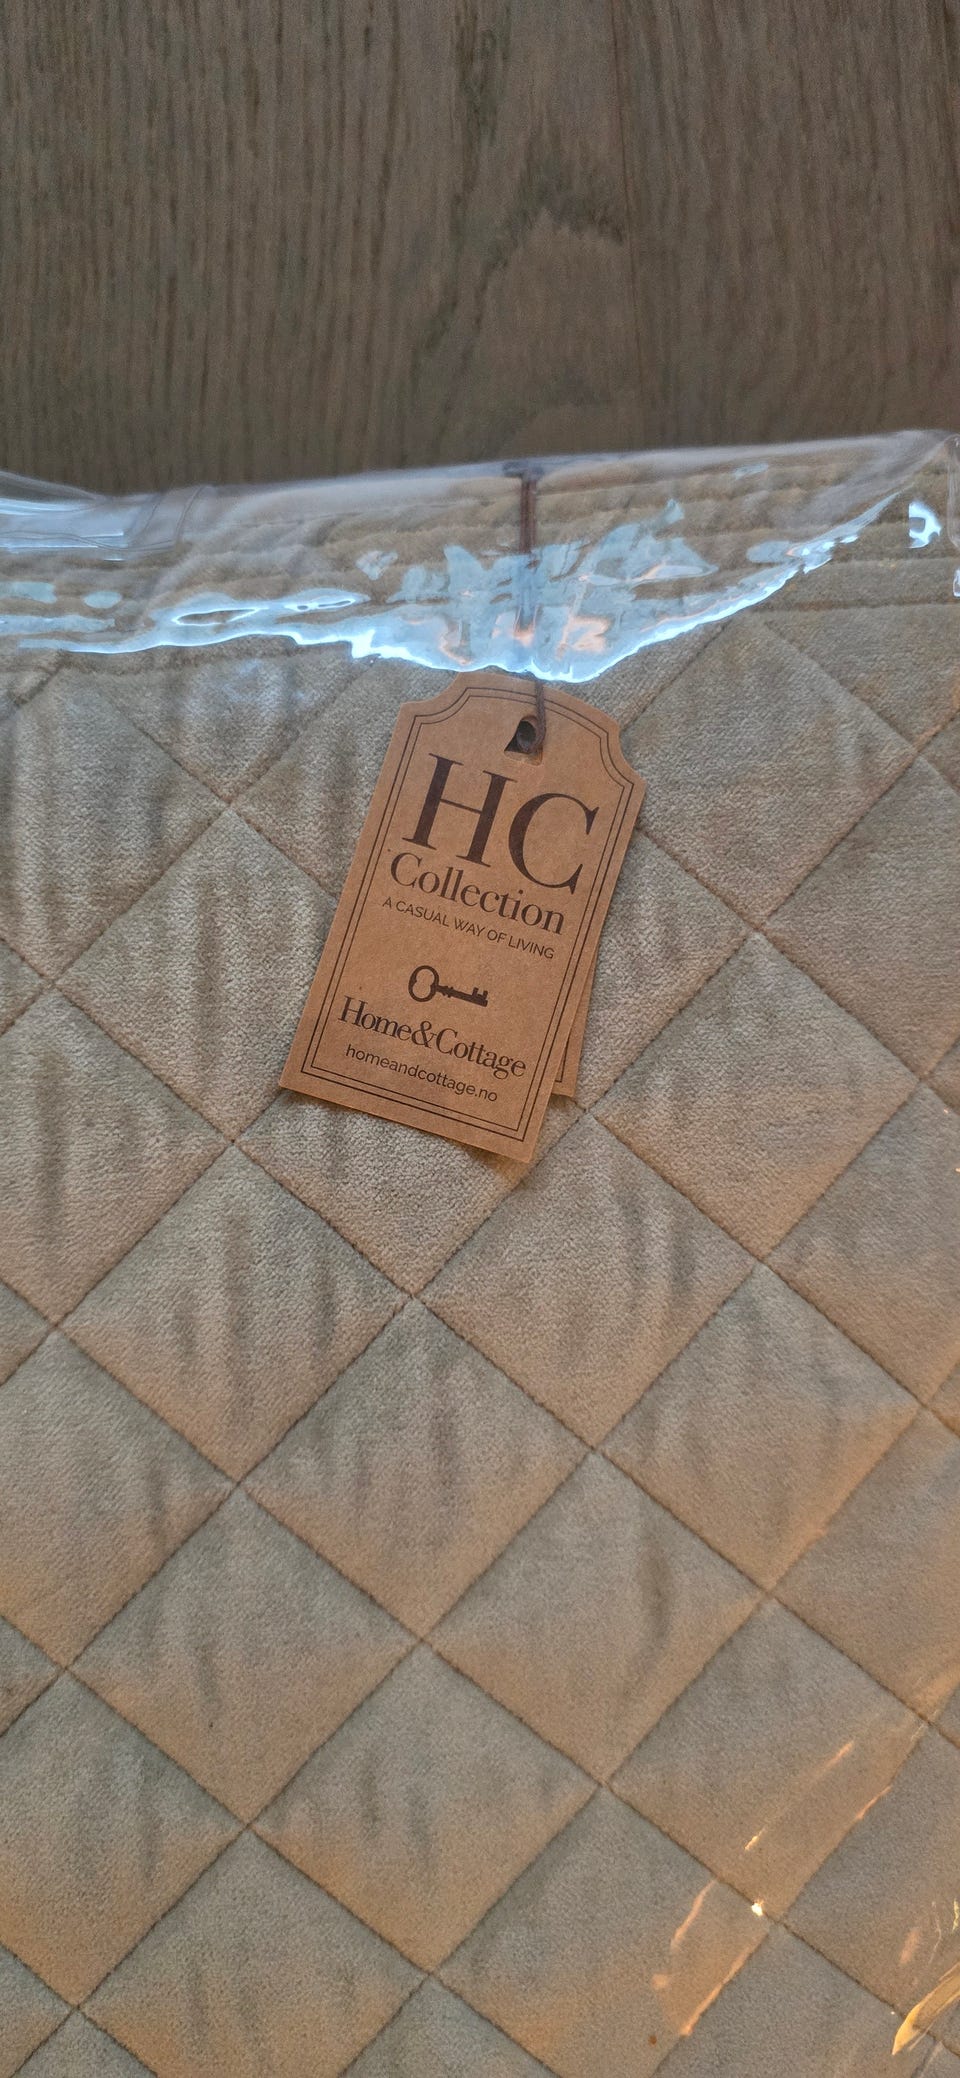 HC
Collection
A CASUAL WAY OF LIVING
Home&Cottage
homeandcottage.no